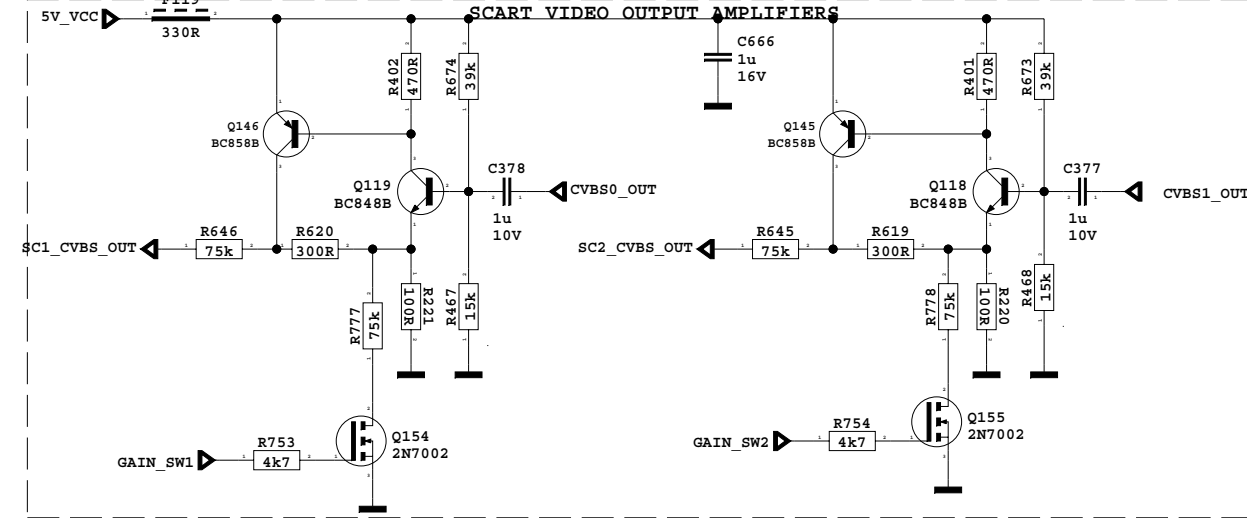 SCART VIDEO OUTPUT AMPLIFIERS
5V_VCC
330R
R402
470R
R674
39k
C666
1u
16V
R401
470R
R673
39k
Q146
BC858B
Q145
BC858B
Q119
BC848B
C378
1u
10V
CVBS0_OUT
Q118
BC848B
C377
1u
10V
CVBS1_OUT
SC1_CVBS_OUT
R646
75k
R620
300R
SC2_CVBS_OUT
R645
75k
R619
300R
R777
75k
R221
100R
R467
15k
R778
75k
R220
100R
R468
15k
GAIN_SW1
R753
4k7
Q154
2N7002
GAIN_SW2
R754
4k7
Q155
2N7002